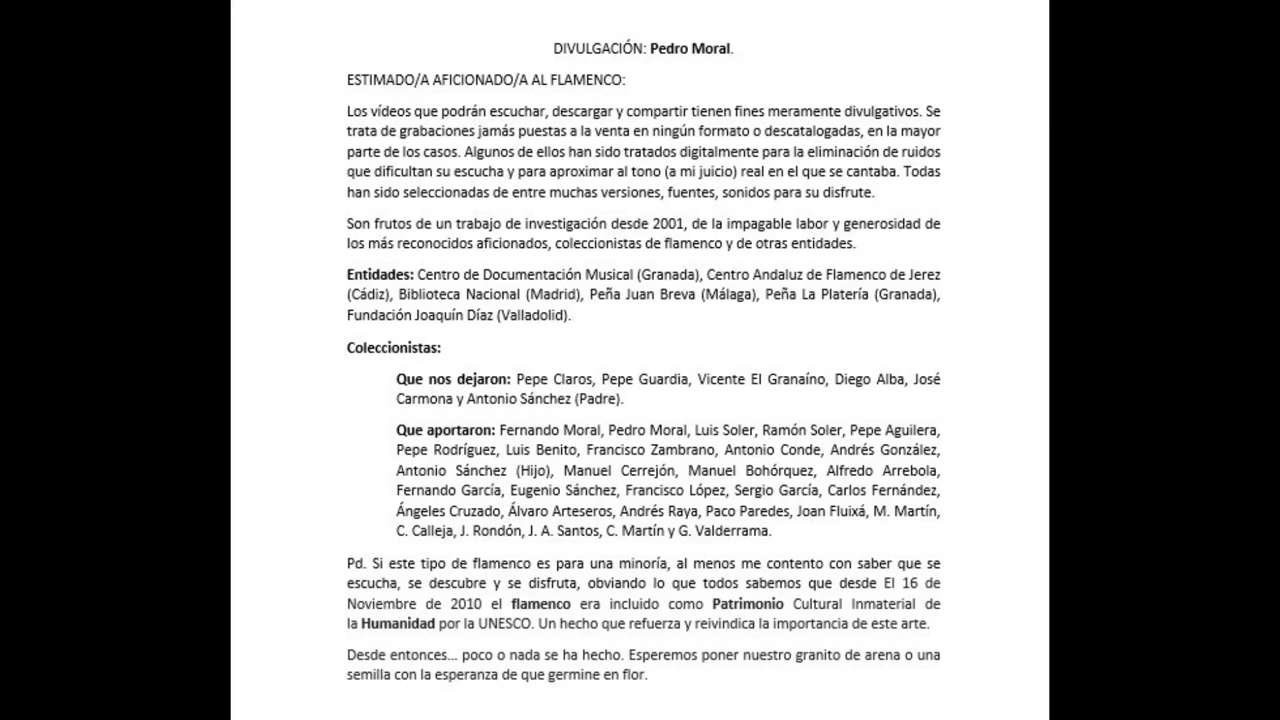 DIVULGACIÓN: Pedro Moral.
ESTIMADO/A AFICIONADO/A AL FLAMENCO:
Los vídeos que podrán escuchar, descargar y compartir tienen fines meramente divulgativos. Se
trata de grabaciones jamás puestas a la venta en ningún formato o descatalogadas, en la mayor
parte de los casos. Algunos de ellos han sido tratados digitalmente para la eliminación de ruidos
que dificultan su escucha y para aproximar al tono (a mi juicio) real en el que se cantaba. Todas
han sido seleccionadas de entre muchas versiones, fuentes, sonidos para su disfrute.
Son frutos de un trabajo de investigación desde 2001, de la impagable labor y generosidad de
los más reconocidos aficionados, coleccionistas de flamenco y de otras entidades.
Entidades: Centro de Documentación Musical (Granada), Centro Andaluz de Flamenco de Jerez
(Cádiz), Biblioteca Nacional (Madrid), Peña Juan Breva (Málaga), Peña La Platería (Granada),
Fundación Joaquín Díaz (Valladolid).
Coleccionistas:
Que nos dejaron: Pepe Claros, Pepe Guardia, Vicente El Granaíno, Diego Alba, José
Carmona y Antonio Sánchez (Padre).
Que aportaron: Fernando Moral, Pedro Moral, Luis Soler, Ramón Soler, Pepe Aguilera,
Pepe Rodríguez, Luis Benito, Francisco Zambrano, Antonio Conde, Andrés González,
Antonio Sánchez (Hijo), Manuel Cerrejón, Manuel Bohórquez, Alfredo Arrebola,
Fernando García, Eugenio Sánchez, Francisco López, Sergio García, Carlos Fernández,
Ángeles Cruzado, Álvaro Arteseros, Andrés Raya, Paco Paredes, Joan Fluixá, M. Martín,
C. Calleja, J. Rondón, J. A. Santos, C. Martín y G. Valderrama.
Pd. Si este tipo de flamenco es para una minoría, al menos me contento con saber que se
escucha, se descubre y se disfruta, obviando lo que todos sabemos que desde El 16 de
Noviembre de 2010 el flamenco era incluido como Patrimonio Cultural Inmaterial de
la Humanidad por la UNESCO. Un hecho que refuerza y reivindica la importancia de este arte.
Desde entonces... poco o nada se ha hecho. Esperemos poner nuestro granito de arena o una
semilla con la esperanza de que germine en flor.